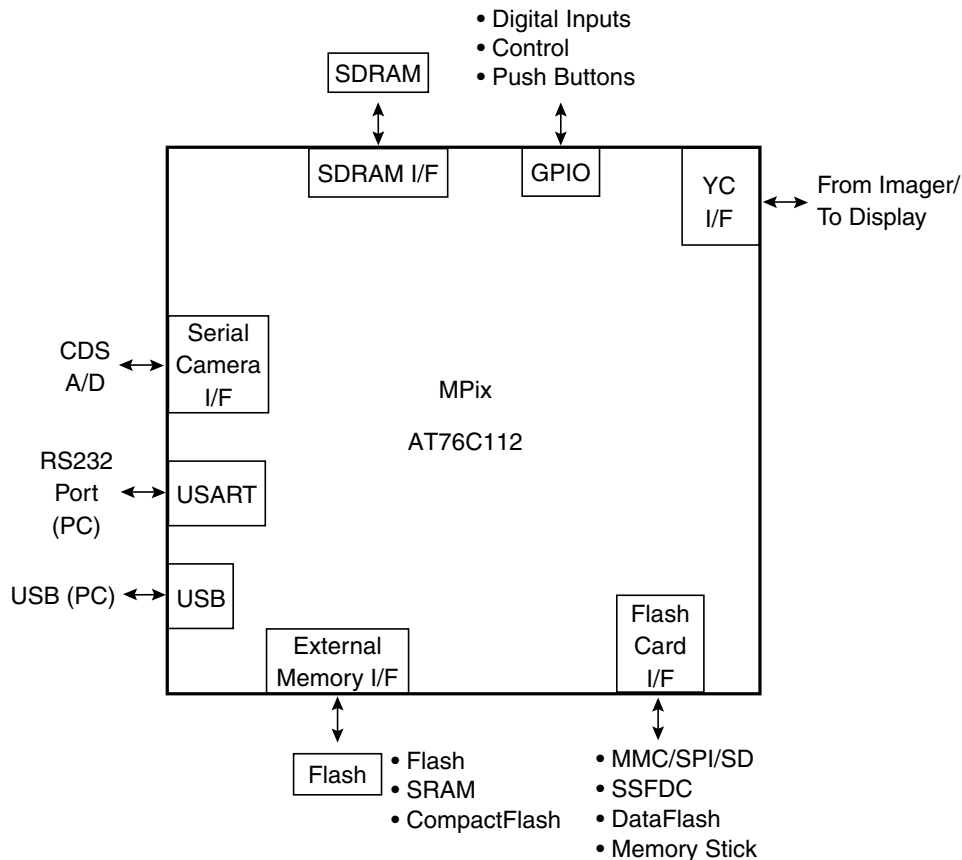 • Digital Inputs
• Control
• Push Buttons
SDRAM
SDRAM I/F
GPIO
YC
I/F
From Imager/
To Display
CDS
A/D
Serial
Camera
I/F
MPix
AT76C112
RS232
Port
(PC)
USART
USB (PC)
USB
External
Memory I/F
Flash
Card
I/F
Flash
• Flash
• SRAM
• CompactFlash
• MMC/SPI/SD
• SSFDC
• DataFlash
• Memory Stick